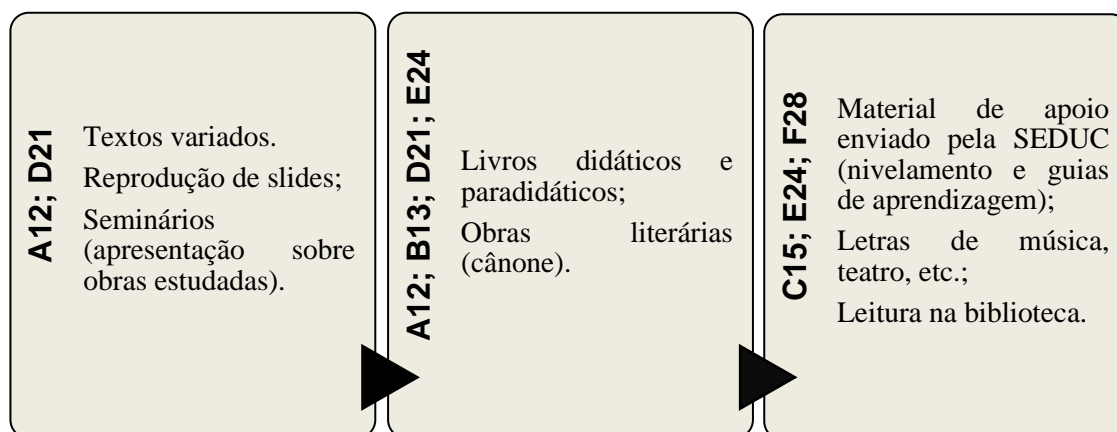 A12; D21
Textos variados.
Reprodução de slides;
Seminários
(apresentação sobre
obras estudadas).
A12; B13; D21; E24
Livros didáticos e
paradidáticos;
Obras literárias
(cânone).
C15; E24; F28
Material de apoio
enviado pela SEDUC
(nivelamento e guias
de aprendizagem);
Letras de música,
teatro, etc.;
Leitura na biblioteca.